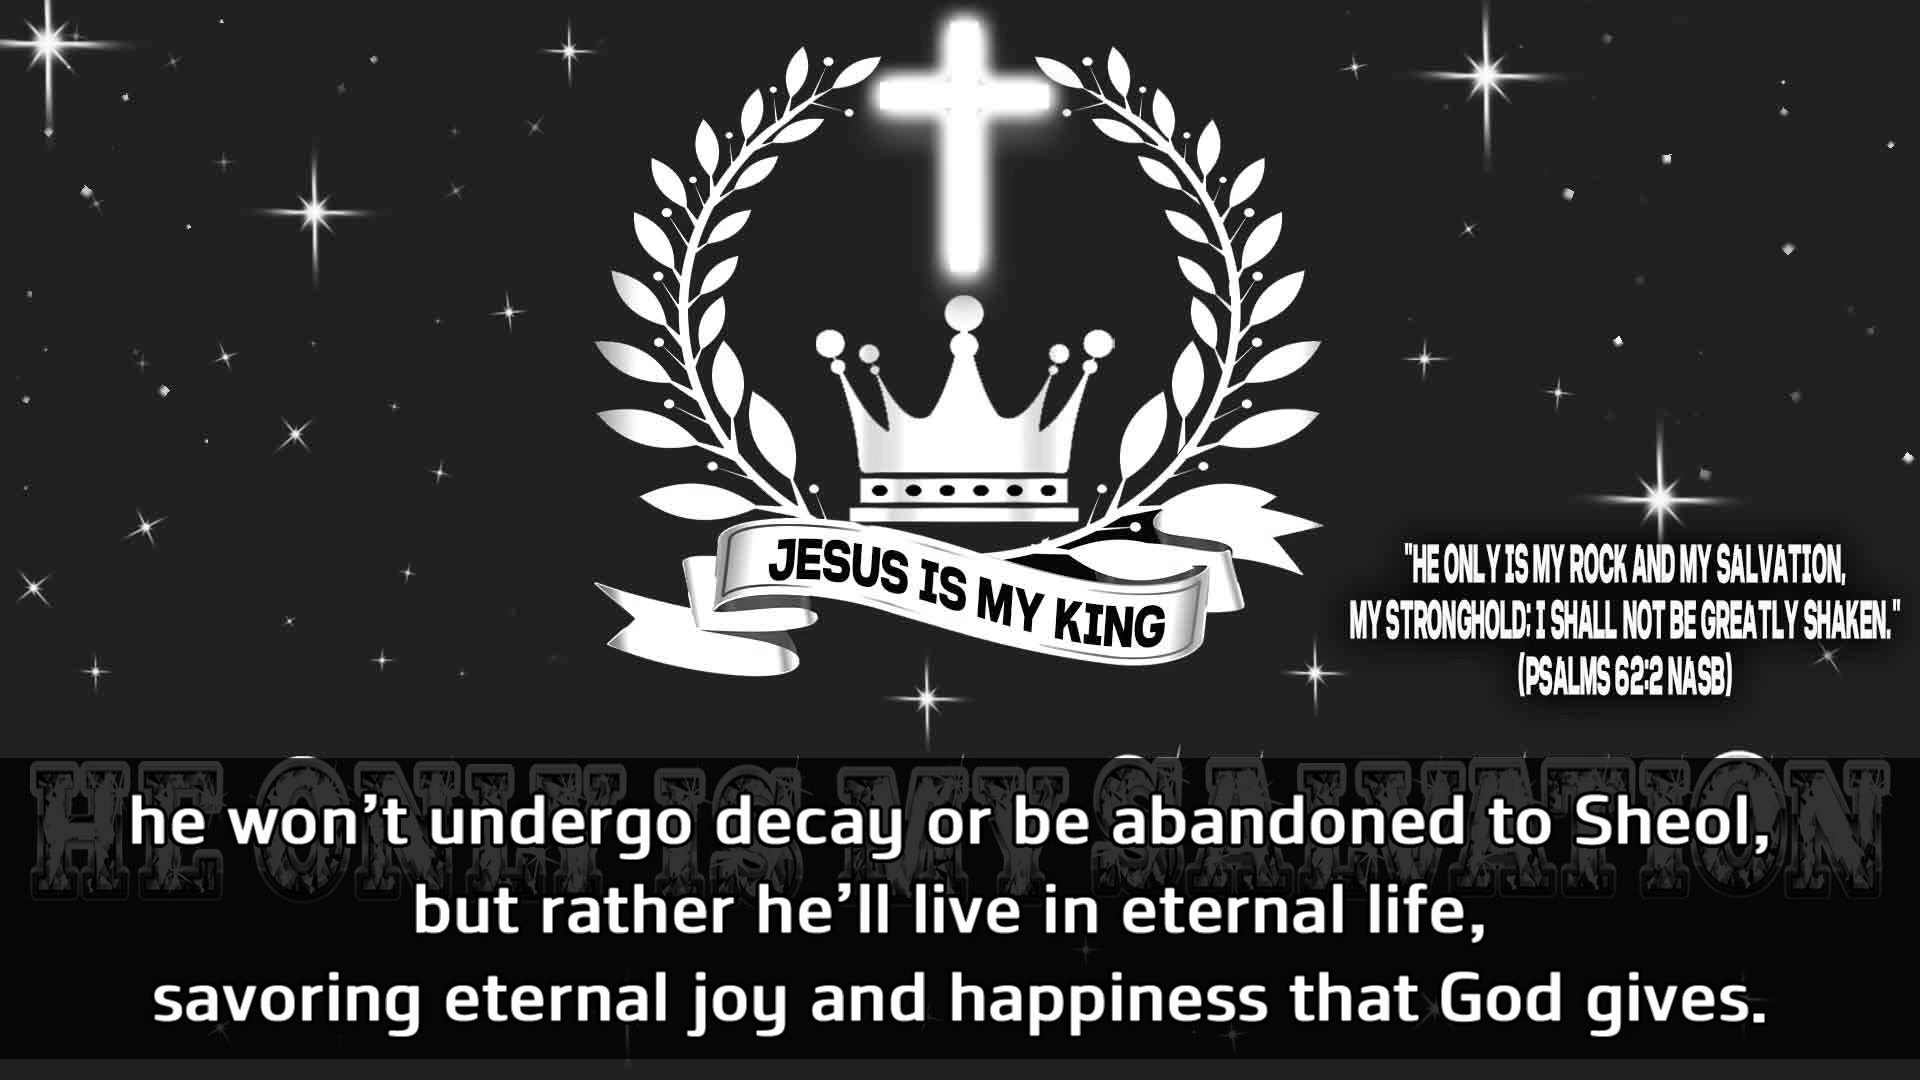 JESUS IS MY KING
"HE ONLY IS MY ROCK AND MY SALVATION,
MY STRONGHOLD; I SHALL NOT BE GREATLY SHAKEN."
(PSALMS 62:2 NASB)
HE ONLY IS MY SALVATION
he won’t undergo decay or be abandoned to Sheol,
but rather he’ll live in eternal life,
savoring eternal joy and happiness that God gives.